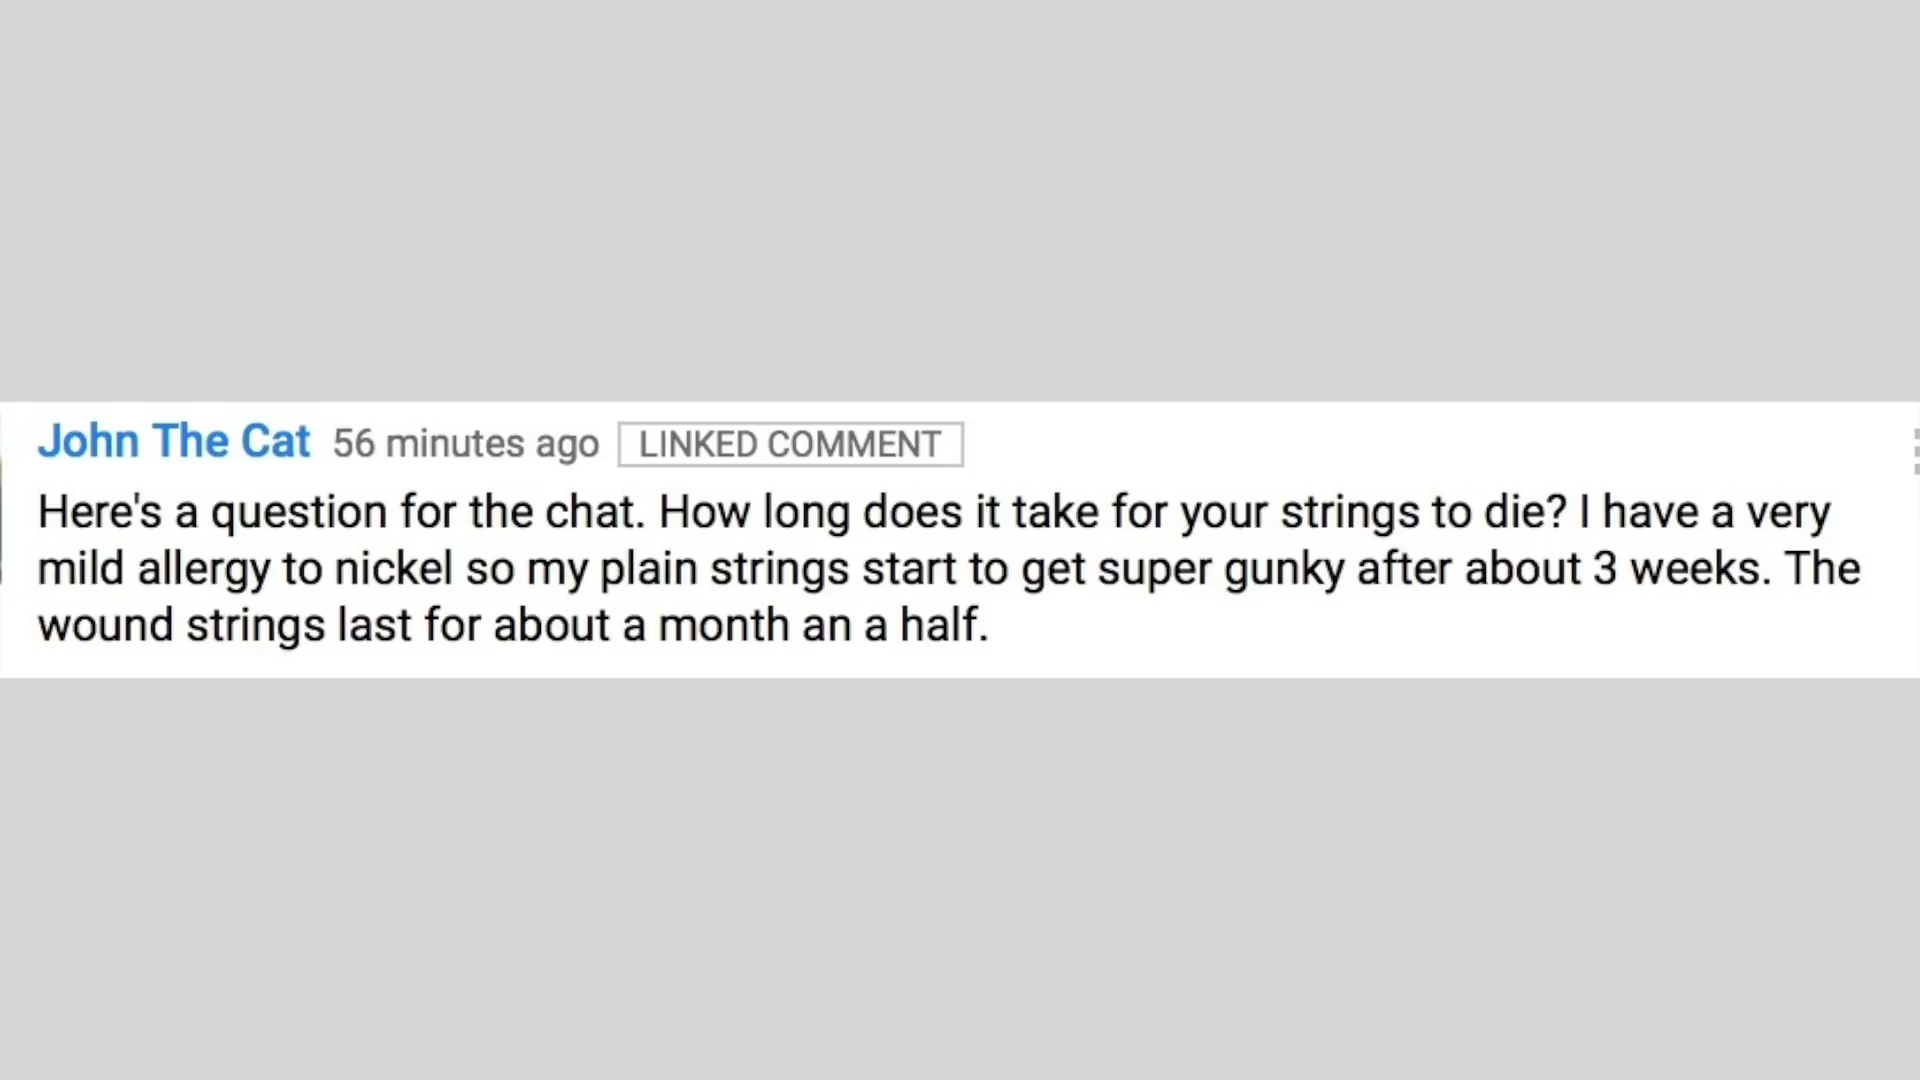 John The Cat 56 minutes ago LINKED COMMENT
Here's a question for the chat. How long does it take for your strings to die? I have a very
mild allergy to nickel so my plain strings start to get super gunky after about 3 weeks. The
wound strings last for about a month an a half.